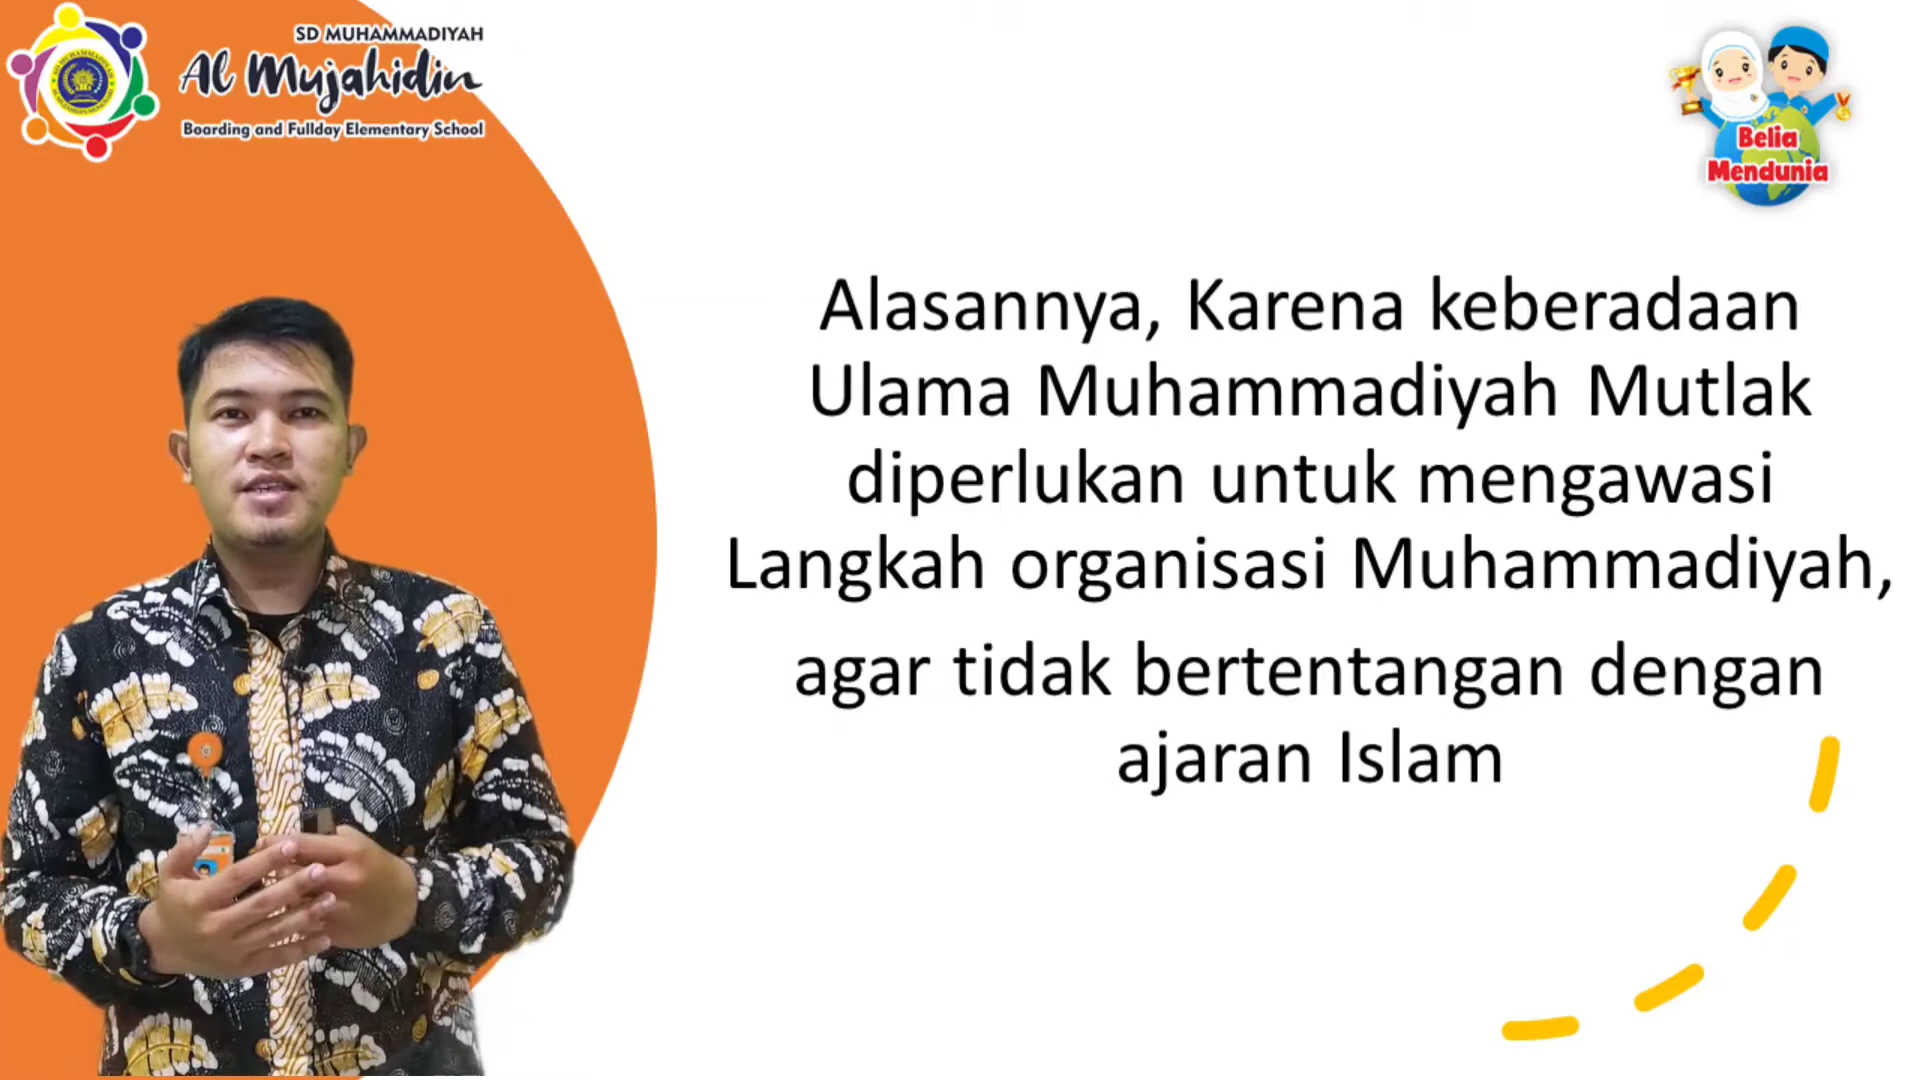 SD MUHAMMADIYAH
Al Mujahidin
Boarding and Fullday Elementary School
Belia
Mendunia
Alasannya, Karena keberadaan
Ulama Muhammadiyah Mutlak
diperlukan untuk mengawasi
Langkah organisasi Muhammadiyah,
agar tidak bertentangan dengan
ajaran Islam